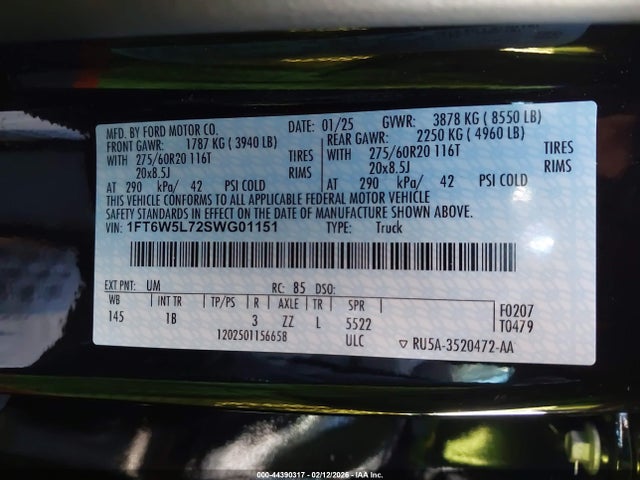 MFD. BY FORD MOTOR CO. DATE: 01/25 GVWR: 3878 KG ( 8550 LB)
FRONT GAWR: 1787 KG ( 3940 LB) REAR GAWR: 2250 KG ( 4960 LB)
WITH 275/60R20 116T TIRES WITH 275/60R20 116T TIRES
20x8.5J RIMS 20x8.5J RIMS
AT 290 kPa/ 42 PSI COLD AT 290 kPa/ 42 PSI COLD
THIS VEHICLE CONFORMS TO ALL APPLICABLE FEDERAL MOTOR VEHICLE
SAFETY STANDARDS IN EFFECT ON THE DATE OF MANUFACTURE SHOWN ABOVE.
VIN: 1FT6W5L72SWG01151 TYPE: Truck
EXT PNT: UM RC: 85 DSO:
WB INT TR TP/PS R AXLE TR SPR F0207
145 1B 3 ZZ L 5522 T0479
1202501156658 ULC ▽ RU5A-3520472-AA
000-44390317 - 02/12/2026 - IAA Inc.